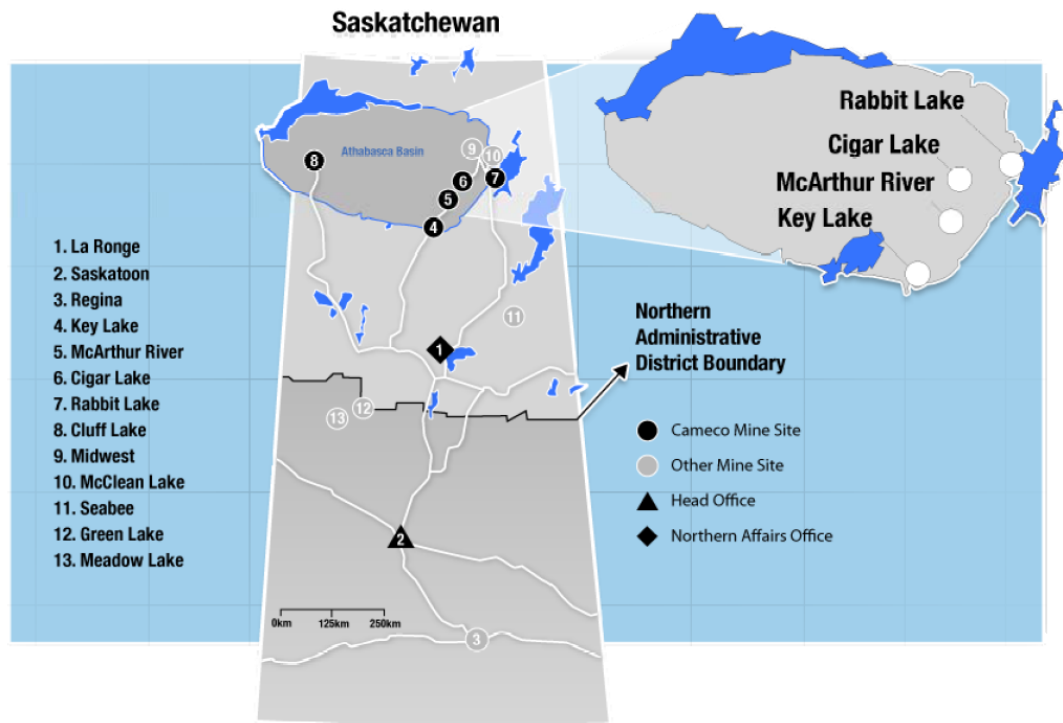 Saskatchewan
Rabbit Lake
Cigar Lake
McArthur River
Key Lake
Athabasca Basin
8
9
10
6
7
5
4
1. La Ronge
2. Saskatoon
3. Regina
4. Key Lake
5. McArthur River
6. Cigar Lake
7. Rabbit Lake
8. Cluff Lake
9. Midwest
10. McClean Lake
11. Seabee
12. Green Lake
13. Meadow Lake
11
1
12
13
2
3
Northern
Administrative
District Boundary
Cameco Mine Site
Other Mine Site
Head Office
Northern Affairs Office
0km 125km 250km